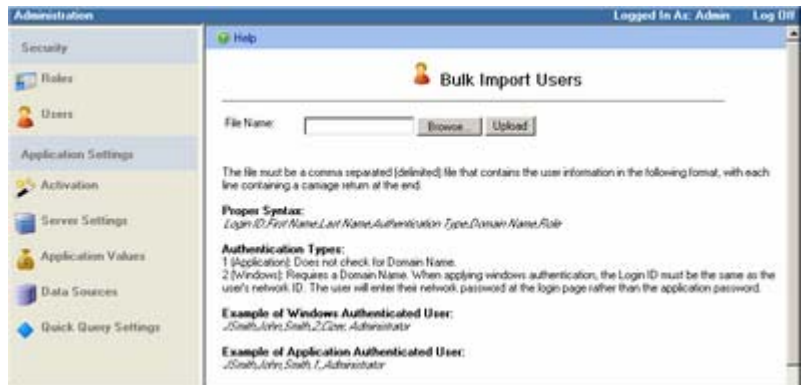 Administration Logged In As: Admin Log Off
Help
Security
Roles
Users
Application Settings
Activation
Server Settings
Application Values
Data Sources
Quick Query Settings
Bulk Import Users
File Name: Browse... Upload
The file must be a comma separated (delimited) file that contains the user information in the following format, with each
line containing a carriage return at the end.
Proper Syntax:
Login ID,First Name,Last Name,Authentication Type,Domain Name,Role
Authentication Types:
1 (Application): Does not check for Domain Name.
2 (Windows): Requires a Domain Name. When applying windows authentication, the Login ID must be the same as the
user's network ID. The user will enter their network password at the login page rather than the application password.
Example of Windows Authenticated User:
JSmith,John,Smith,2, Administrator
Example of Application Authenticated User:
JSmith,John,Smith,1,,Administrator